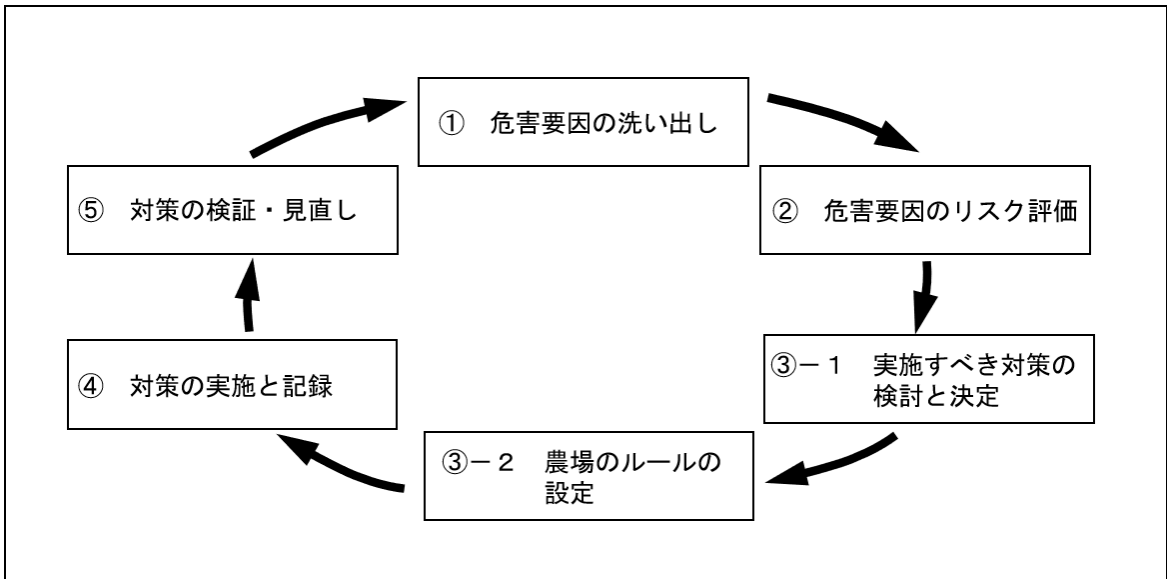 ① 危害要因の洗い出し
② 危害要因のリスク評価
③－１ 実施すべき対策の
検討と決定
③－２ 農場のルールの
設定
④ 対策の実施と記録
⑤ 対策の検証・見直し